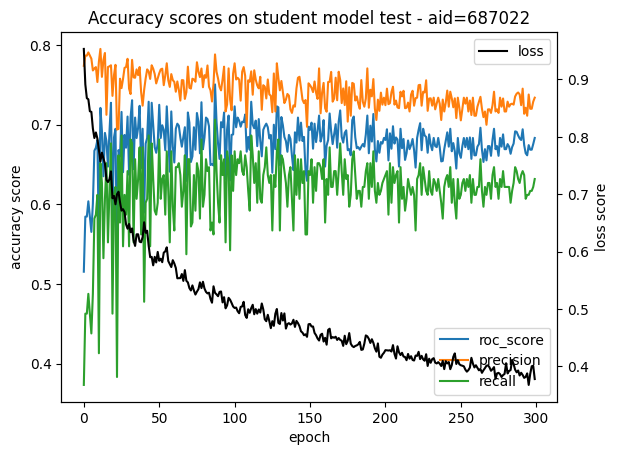 Accuracy scores on student model test - aid=687022
loss
0.8
0.7
0.6
0.5
0.4
accuracy score
0.9
0.8
0.7
0.6
0.5
0.4
loss score
roc_score
precision
recall
0
50
100
150
200
250
300
epoch